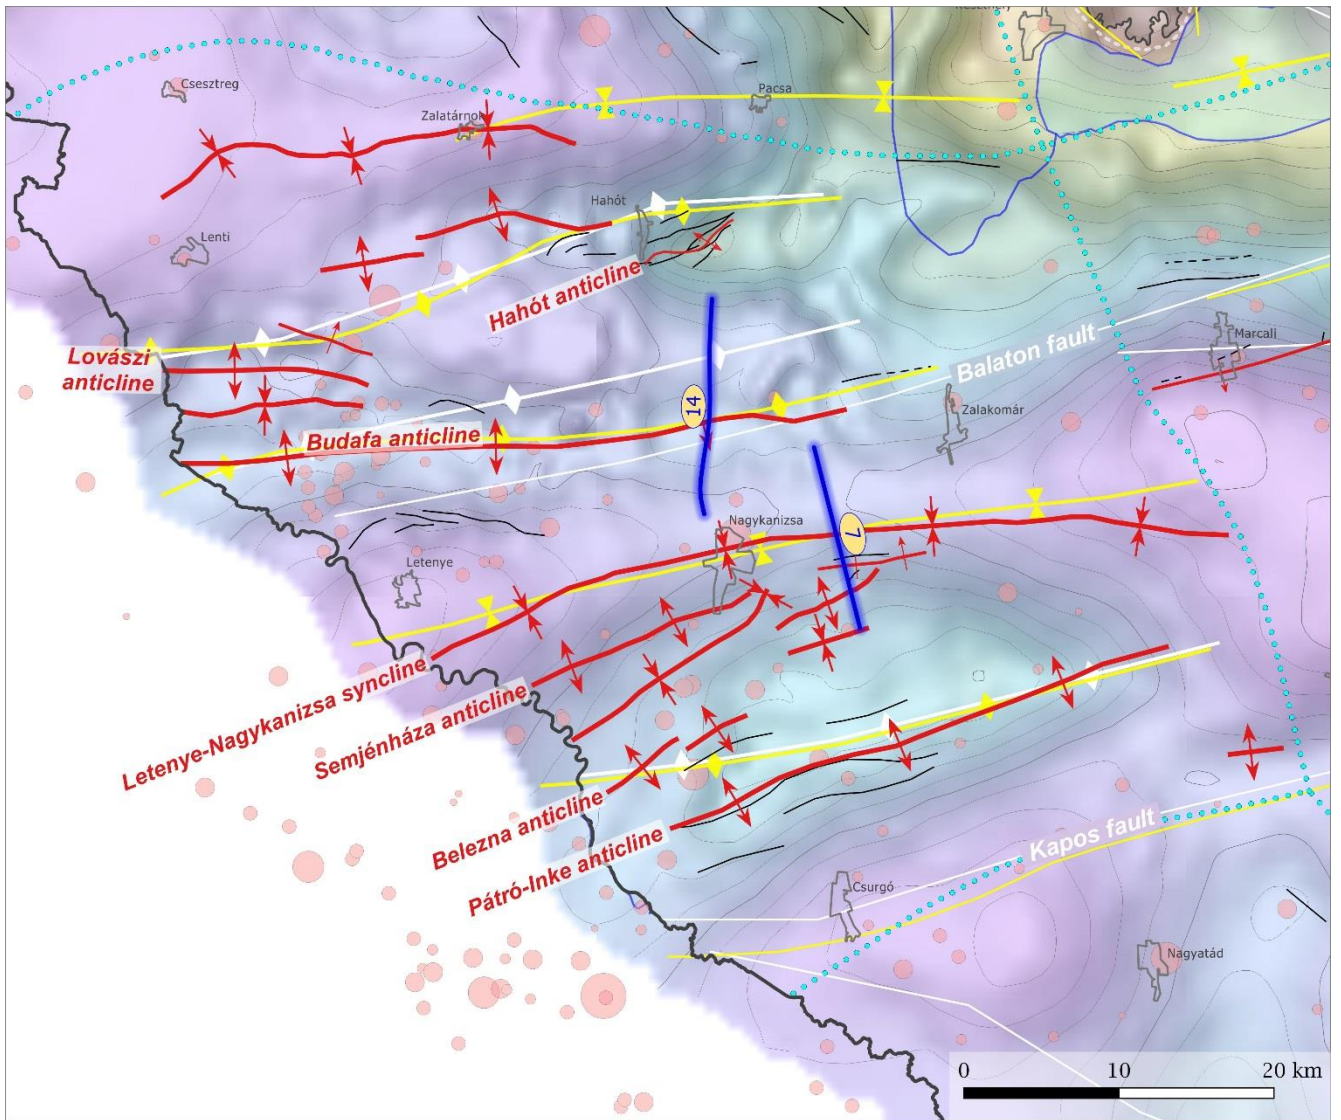 Keszthely
Csesztreg
Pacsa
Zalatárnok
Hahót
Lenti
Hahót anticline
Marcali
Balaton fault
Lovászi
anticline
14
Zalakomár
Budafa anticline
Nagykanizsa
7
Letenye
Letenye-Nagykanizsa syncline
Semjénháza anticline
Belezna anticline
Kapos fault
Pátró-Inke anticline
Csurgó
Nagyatád
0 10 20 km